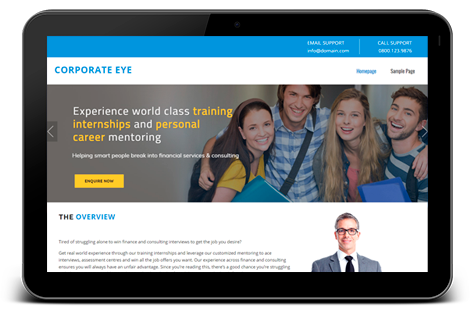 EMAIL SUPPORT
info@domain.com
CALL SUPPORT
0800.123.9876
CORPORATE EYE
Homepage
Sample Page
Experience world class training
internships and personal
career mentoring
Helping smart people break into financial services & consulting
ENQUIRE NOW
THE OVERVIEW
Tired of struggling alone to win finance and consulting interviews to get the job you desire?
Get real world experience through our training internships and leverage our customized mentoring to ace
interviews, assessment centres and win all the job offers you want. Our experience across finance and consulting
ensures you will always have an unfair advantage. Since you're reading this, there's a good chance you're struggling